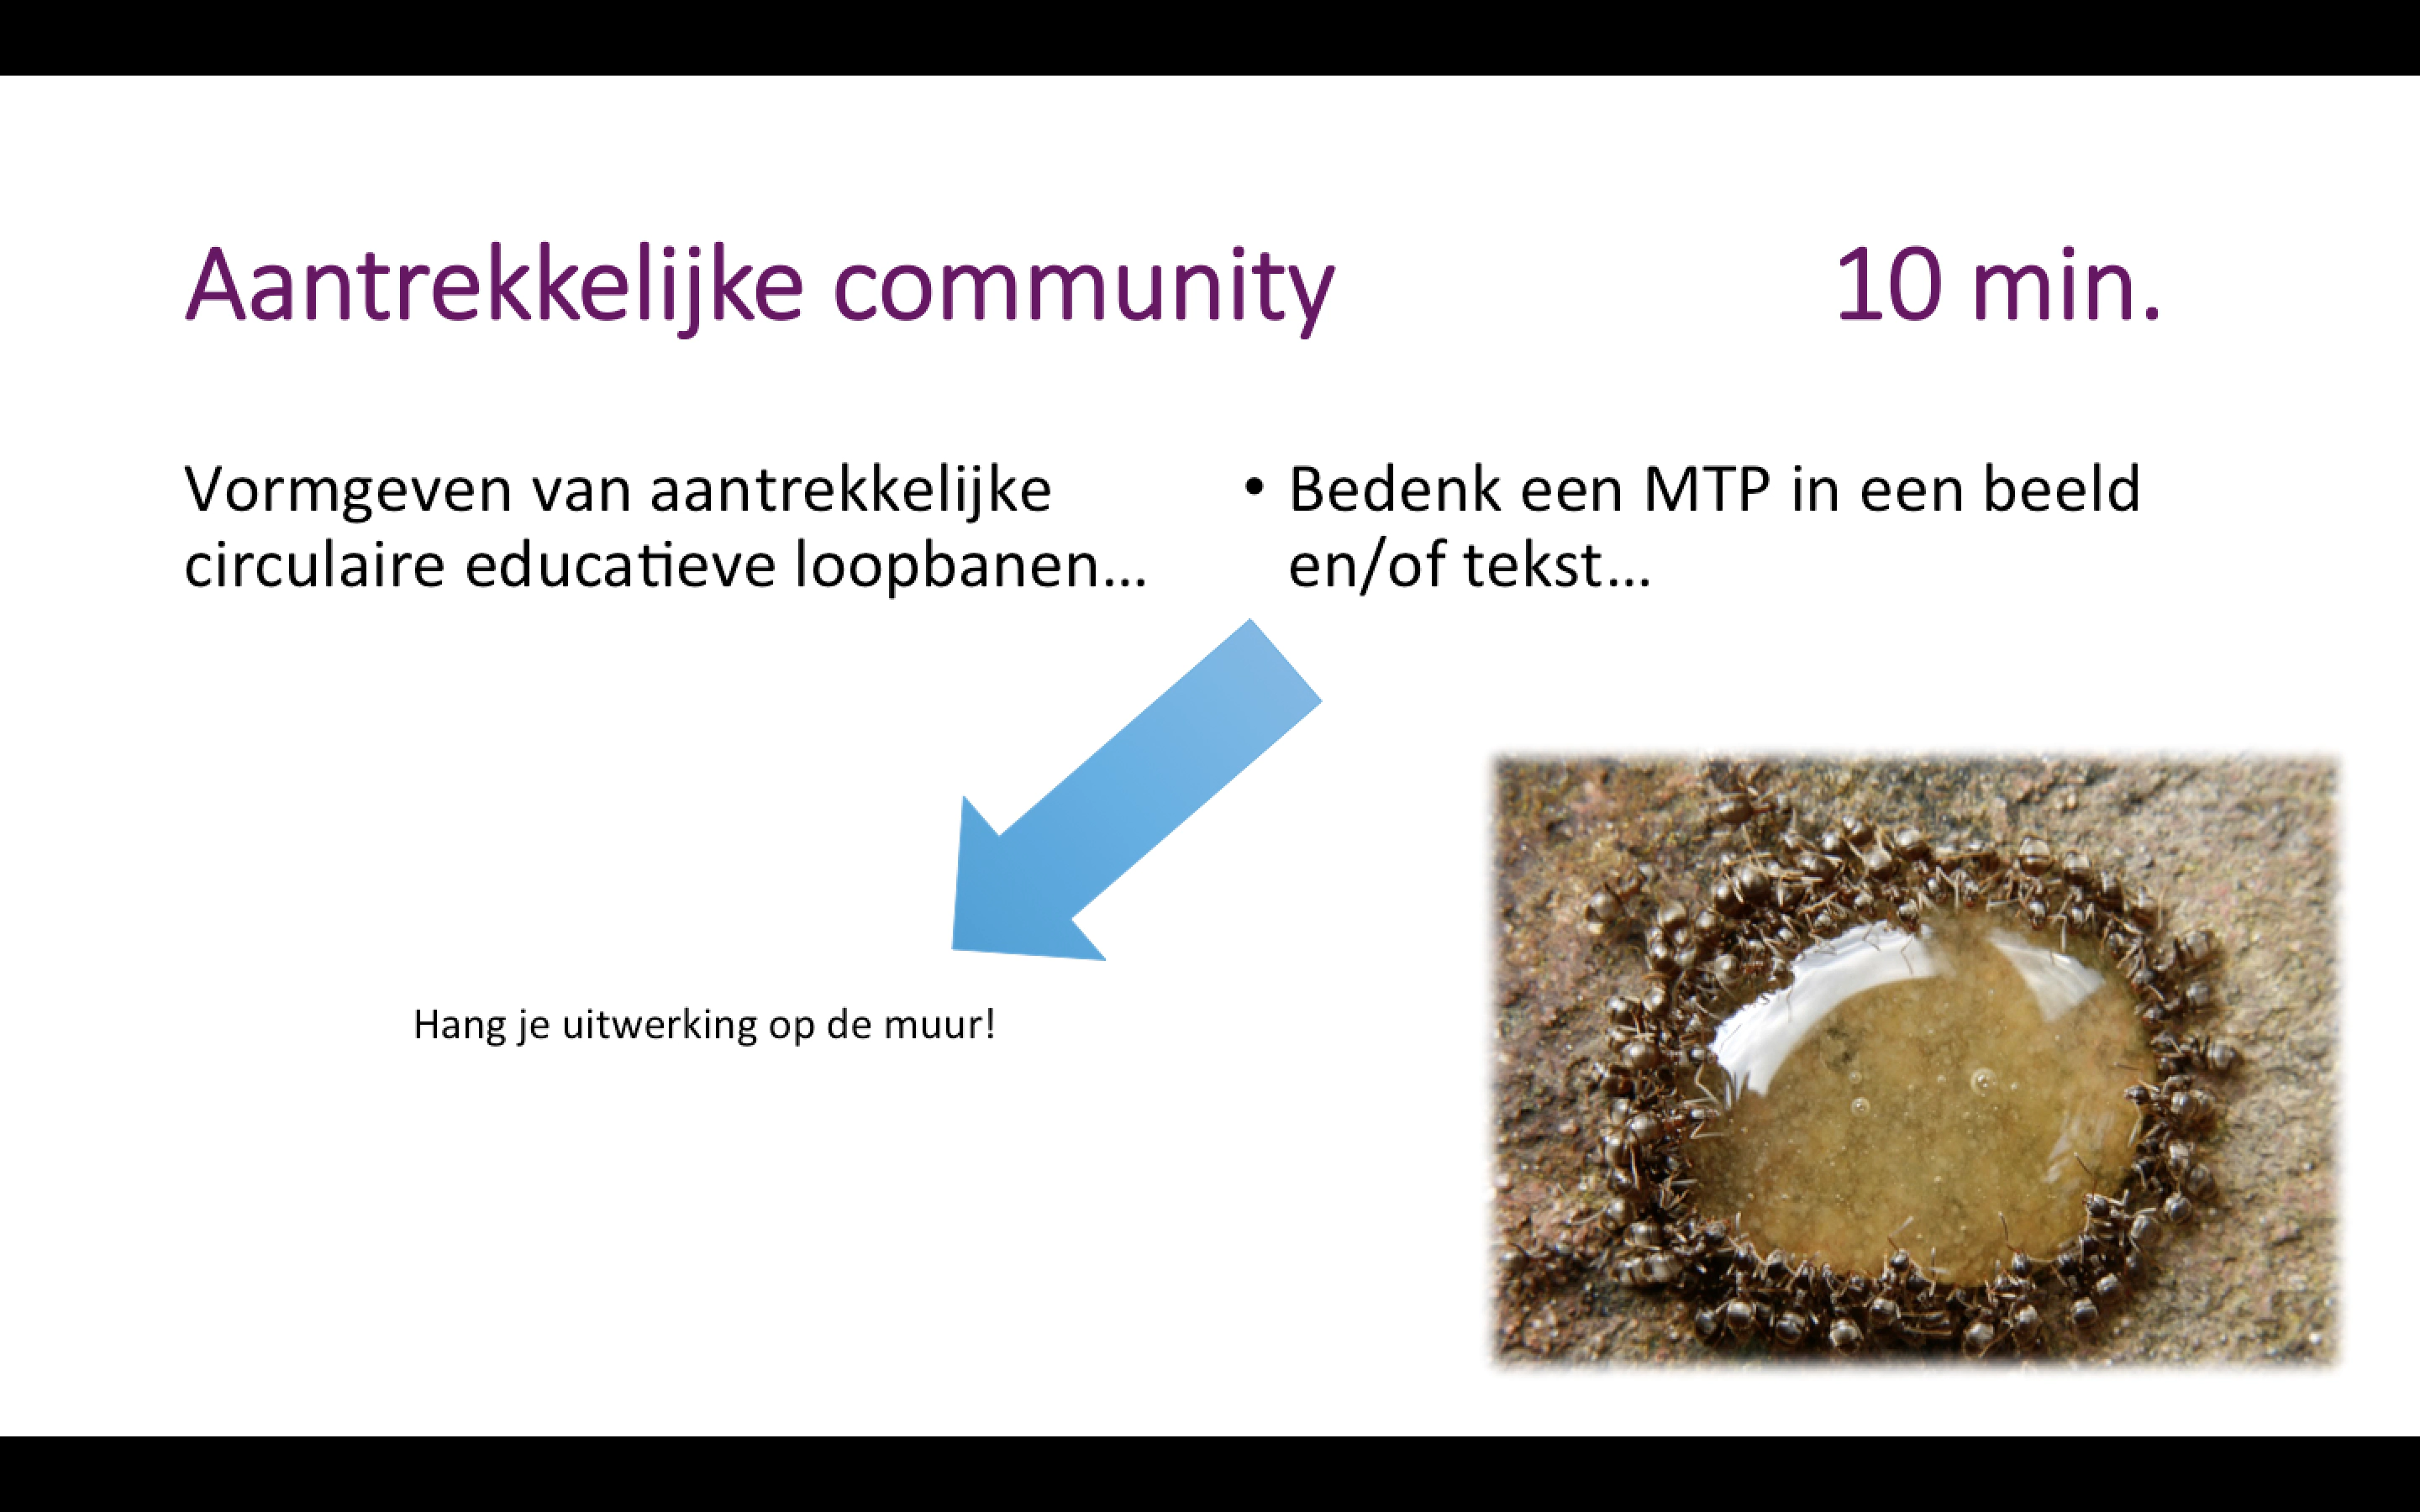 Aantrekkelijke community 10 min.
Vormgeven van aantrekkelijke
circulaire educatieve loopbanen...
• Bedenk een MTP in een beeld
en/of tekst...
Hang je uitwerking op de muur!